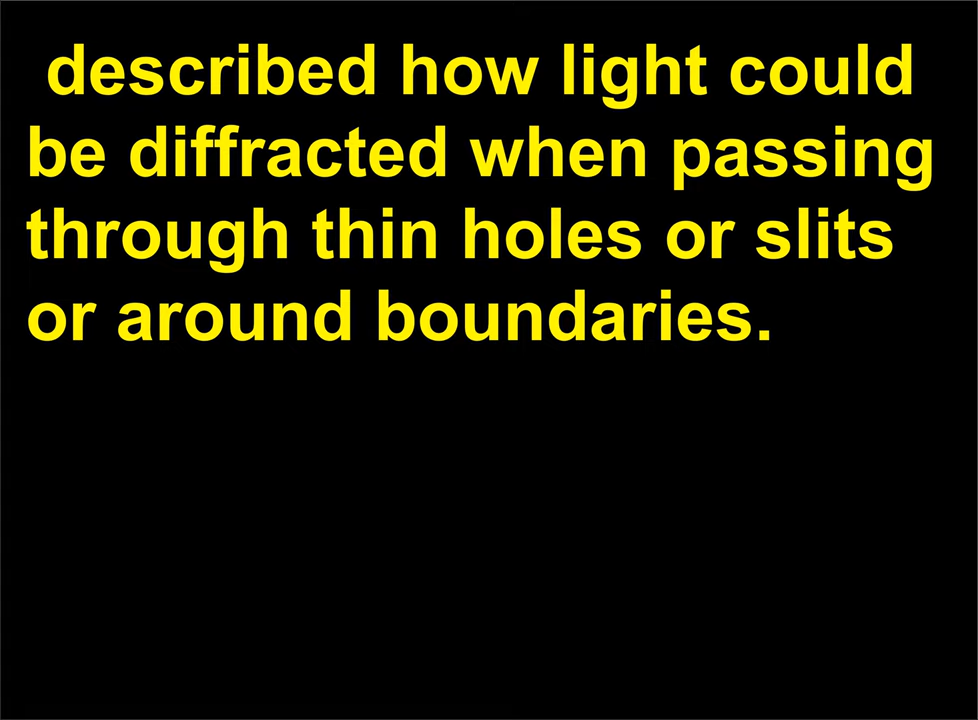 described how light could
be diffracted when passing
through thin holes or slits
or around boundaries.